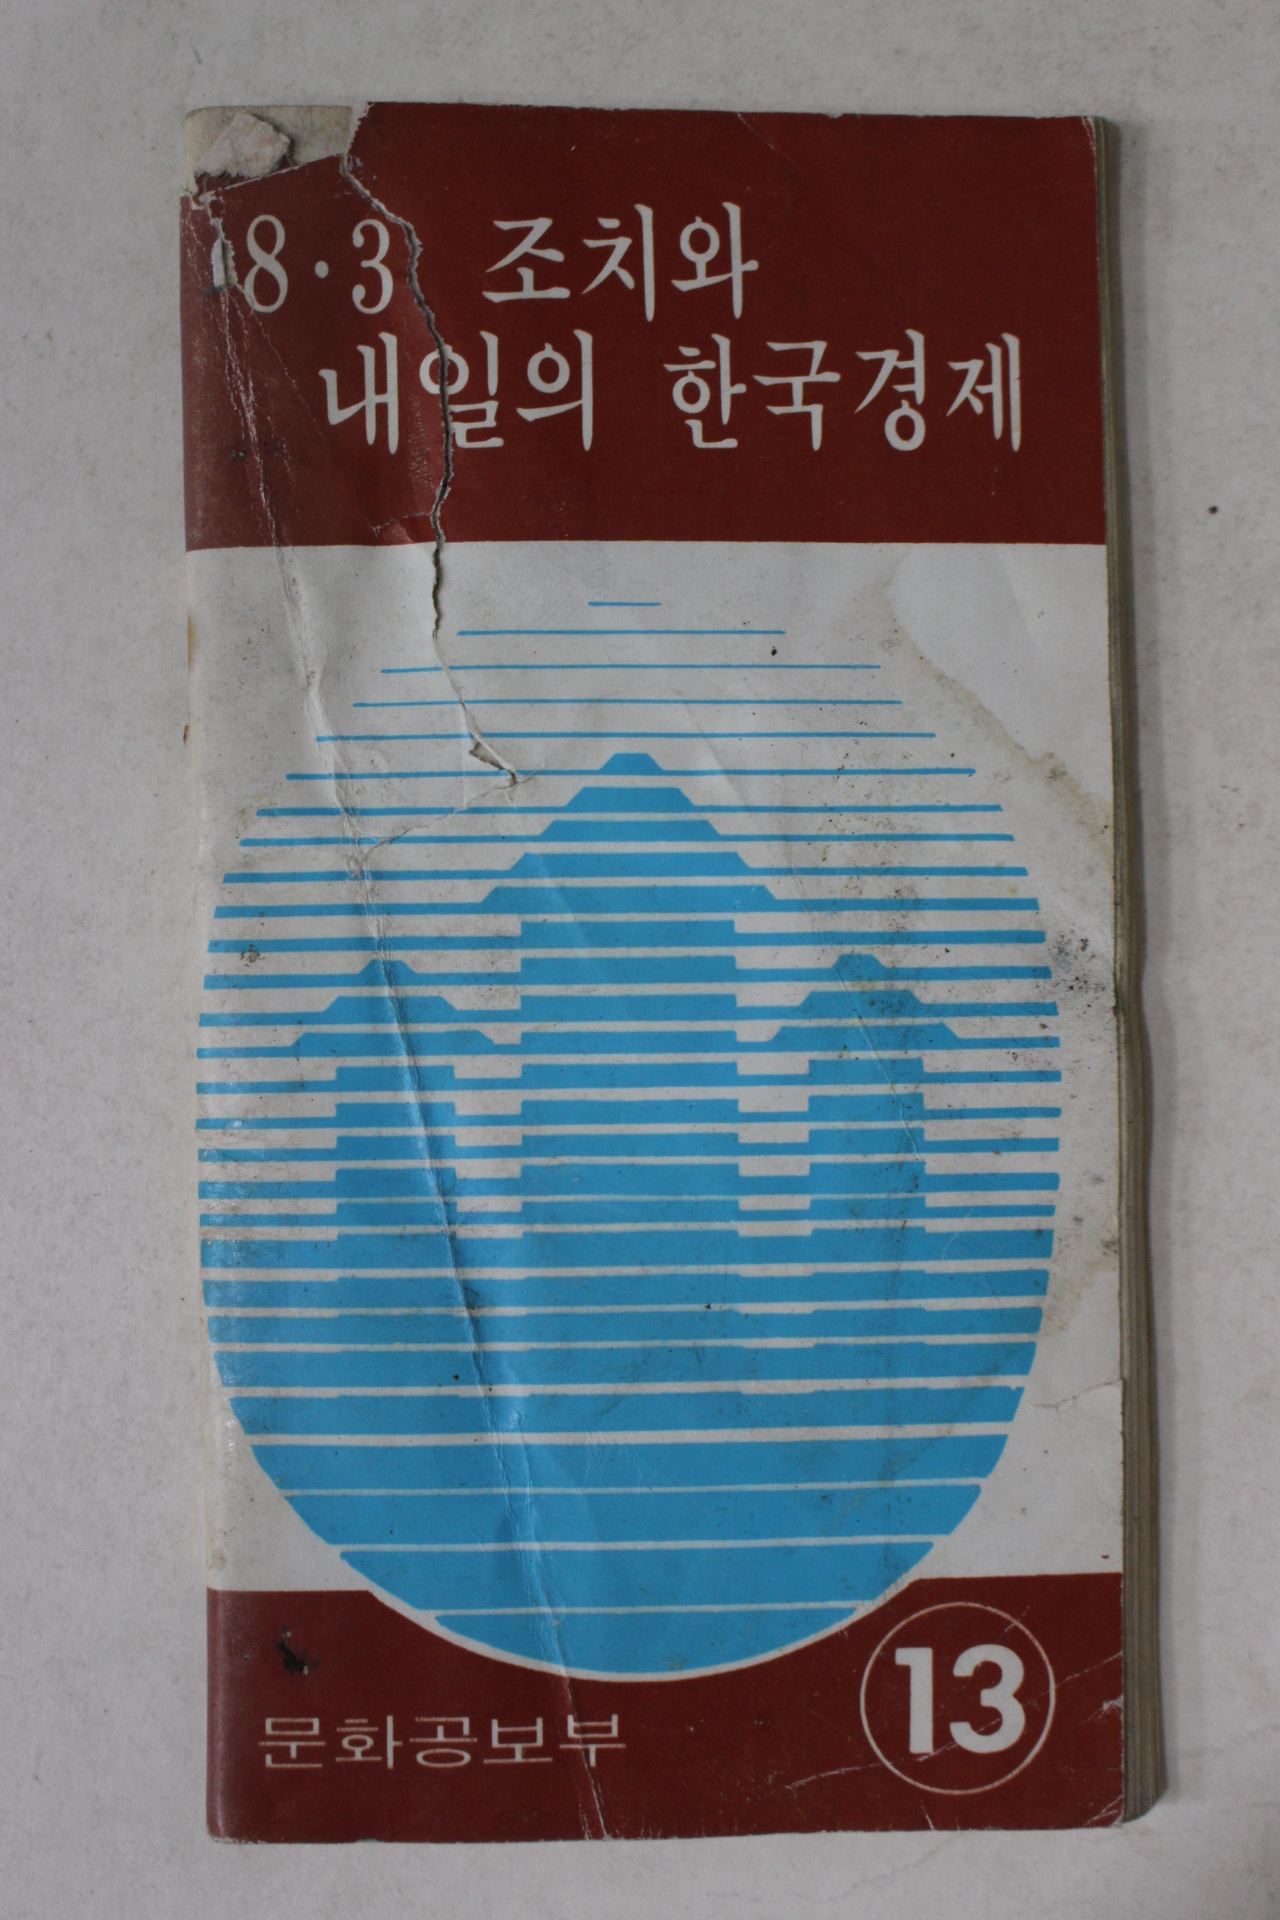 8·3 조치와
내일의 한국경제
문화공보부
13